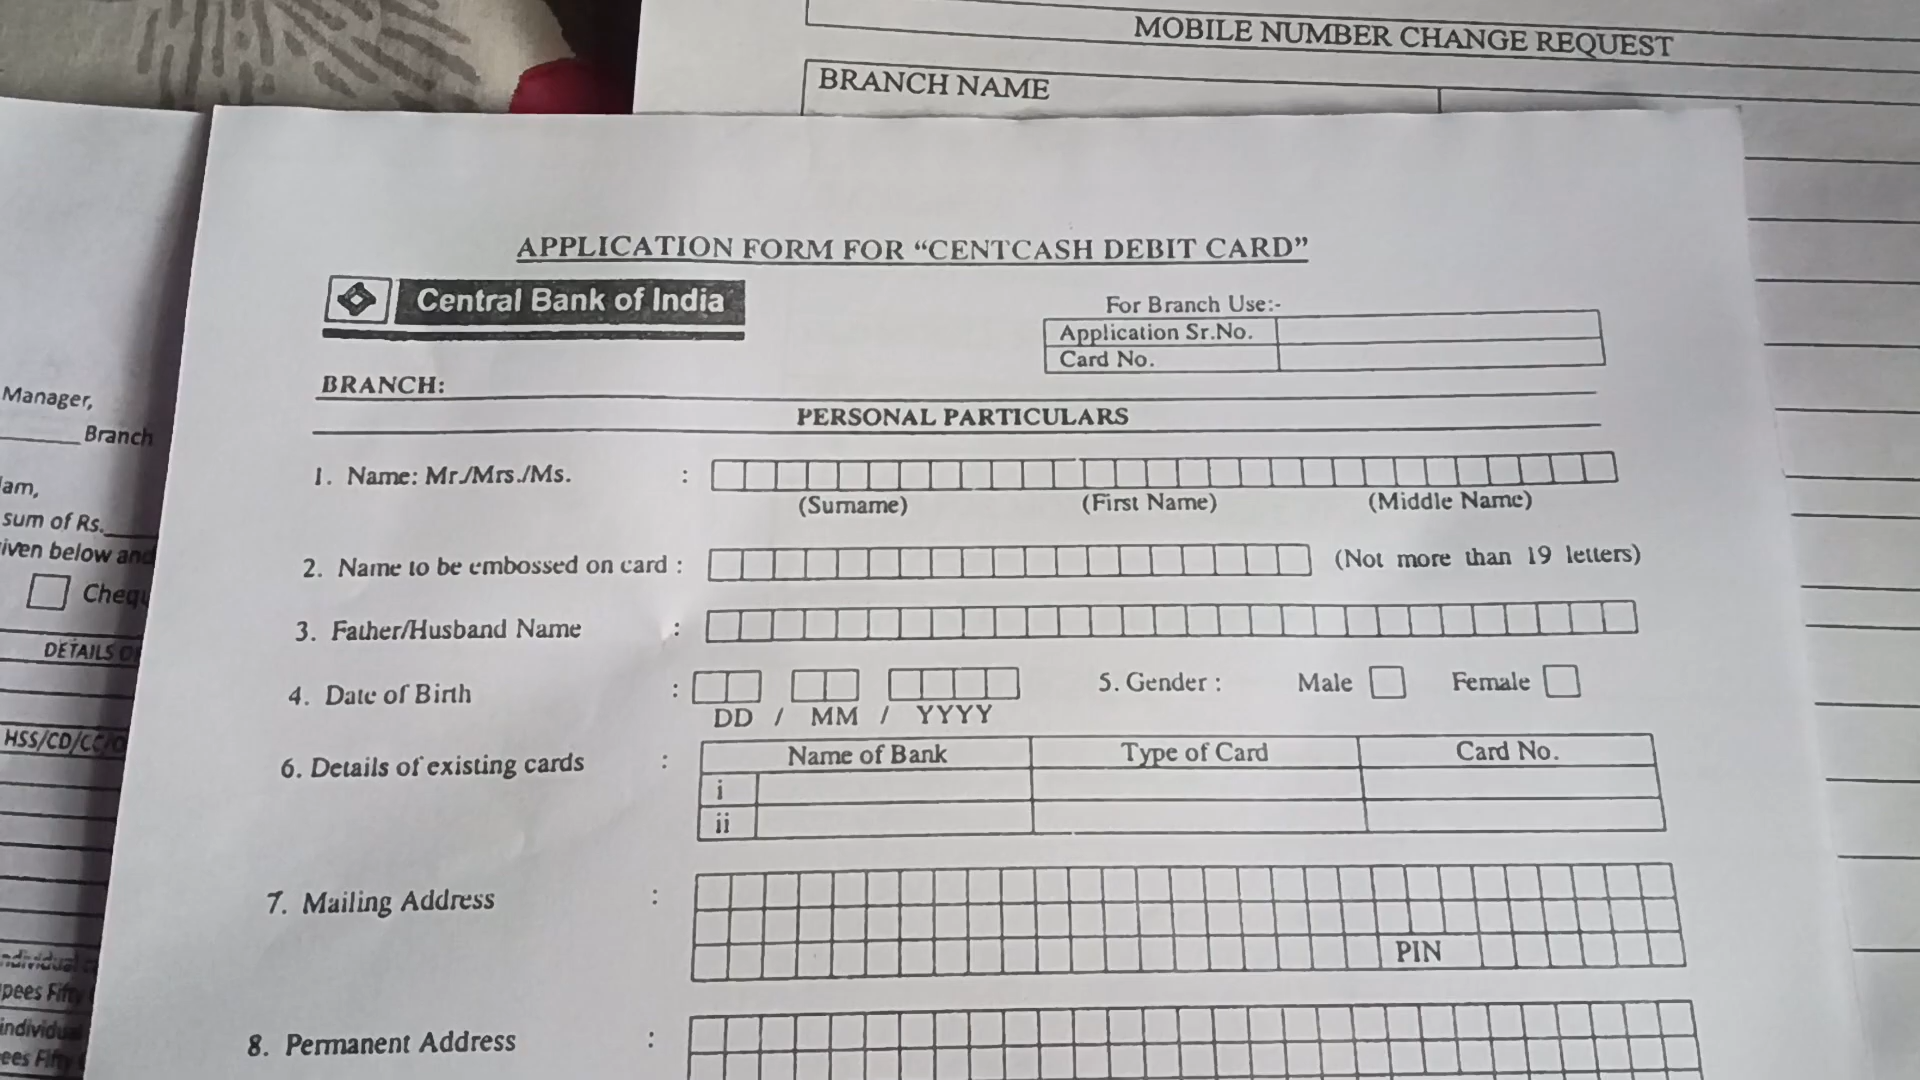 MOBILE NUMBER CHANGE REQUEST
BRANCH NAME
APPLICATION FORM FOR “CENTCASH DEBIT CARD”
Central Bank of India
For Branch Use:-
Application Sr.No.
Card No.
BRANCH:
PERSONAL PARTICULARS
1. Name: Mr./Mrs./Ms. :
(Surname) (First Name) (Middle Name)
2. Name to be embossed on card : (Not more than 19 letters)
3. Father/Husband Name :
4. Date of Birth : 5. Gender : Male Female
DD / MM / YYYY
6. Details of existing cards : Name of Bank Type of Card Card No.
i
ii
7. Mailing Address :
PIN
8. Permanent Address :
Manager,
Branch
sum of Rs.
below and
DETAILS
HSS/CD/CC/